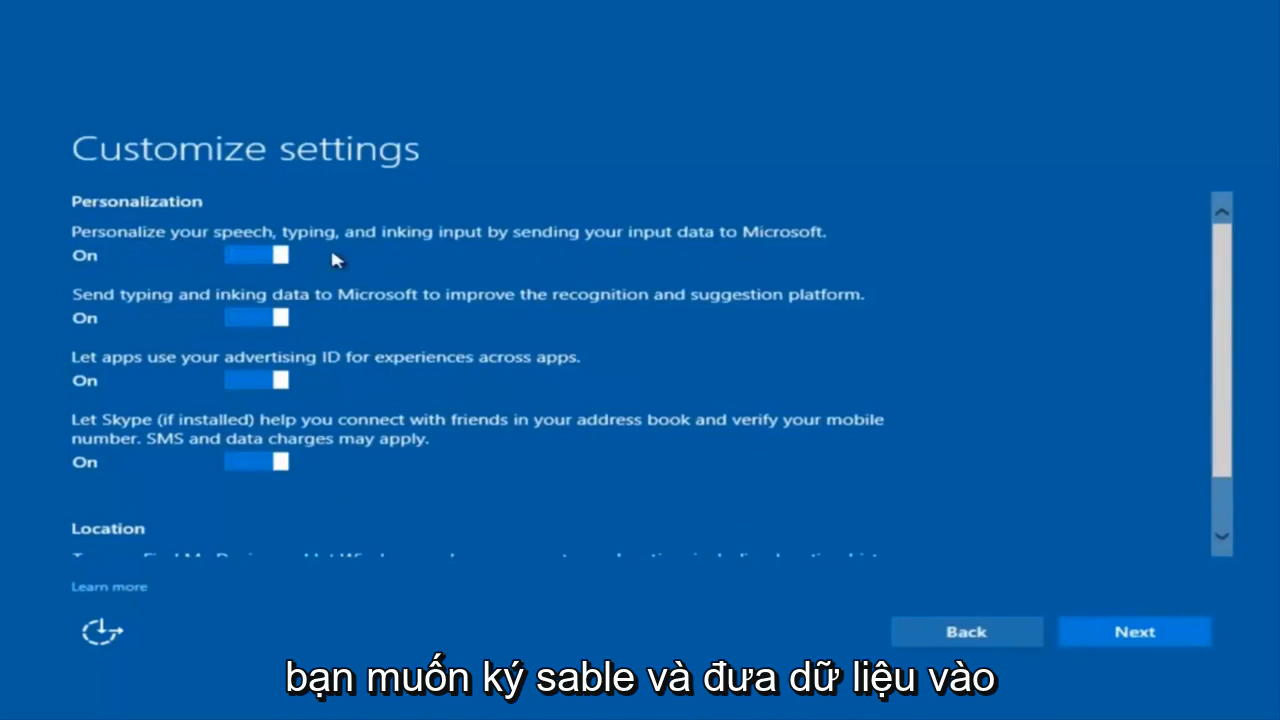 Customize settings
Personalization
Personalize your speech, typing, and inking input by sending your input data to Microsoft.
On
Send typing and inking data to Microsoft to improve the recognition and suggestion platform.
On
Let apps use your advertising ID for experiences across apps.
On
Let Skype (if installed) help you connect with friends in your address book and verify your mobile
number. SMS and data charges may apply.
On
Location
Learn more
Back
Next
bạn muốn ký sable và đưa dữ liệu vào